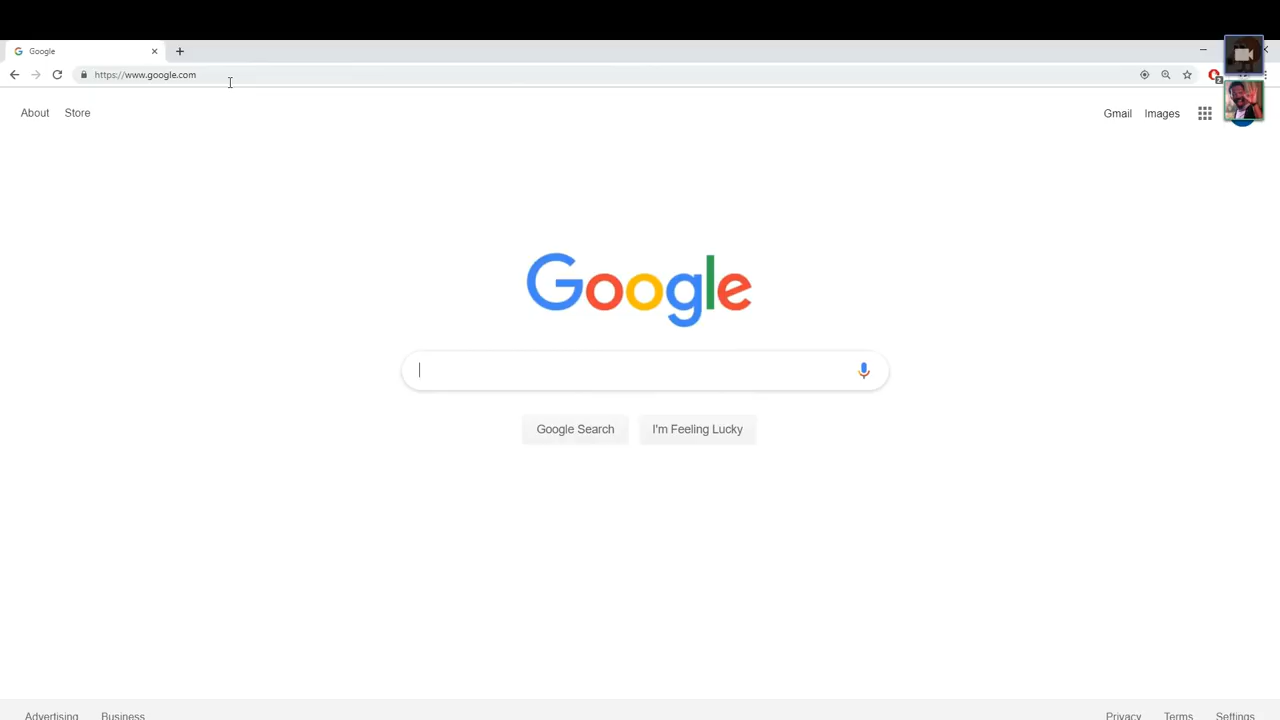 Google
https://www.google.com
2
About Store
Gmail Images
Google
Google Search I'm Feeling Lucky
Advertising Business
Privacy Terms Settings